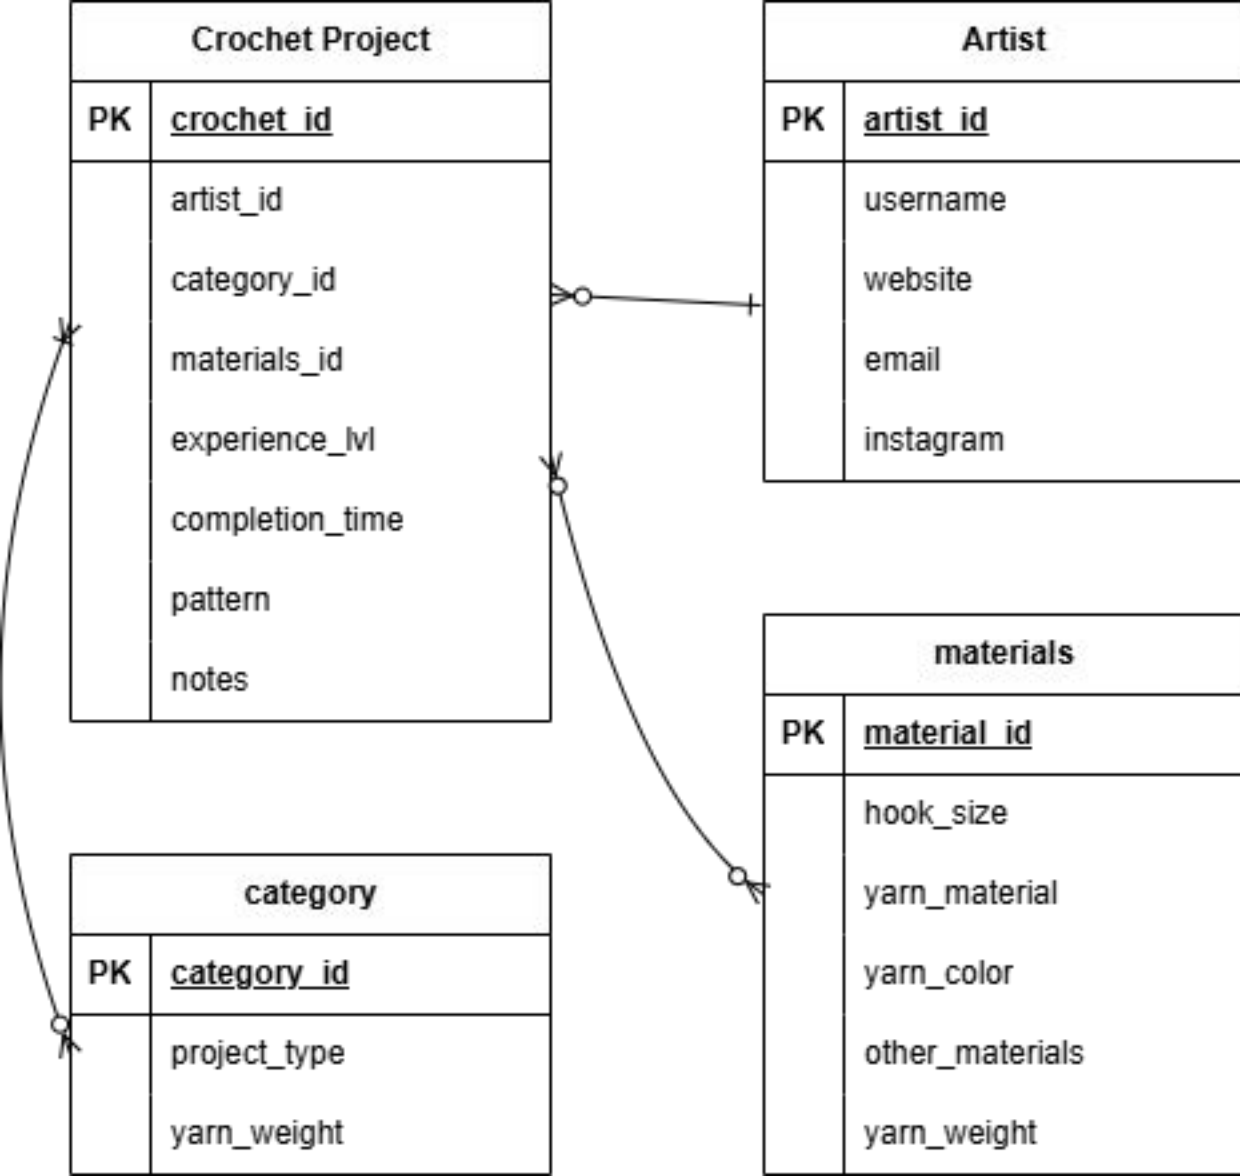 Crochet Project
PK crochet_id
artist_id
category_id
materials_id
experience_lvl
completion_time
pattern
notes
Artist
PK artist_id
username
website
email
instagram
materials
PK material_id
hook_size
yarn_material
yarn_color
other_materials
yarn_weight
category
PK category_id
project_type
yarn_weight